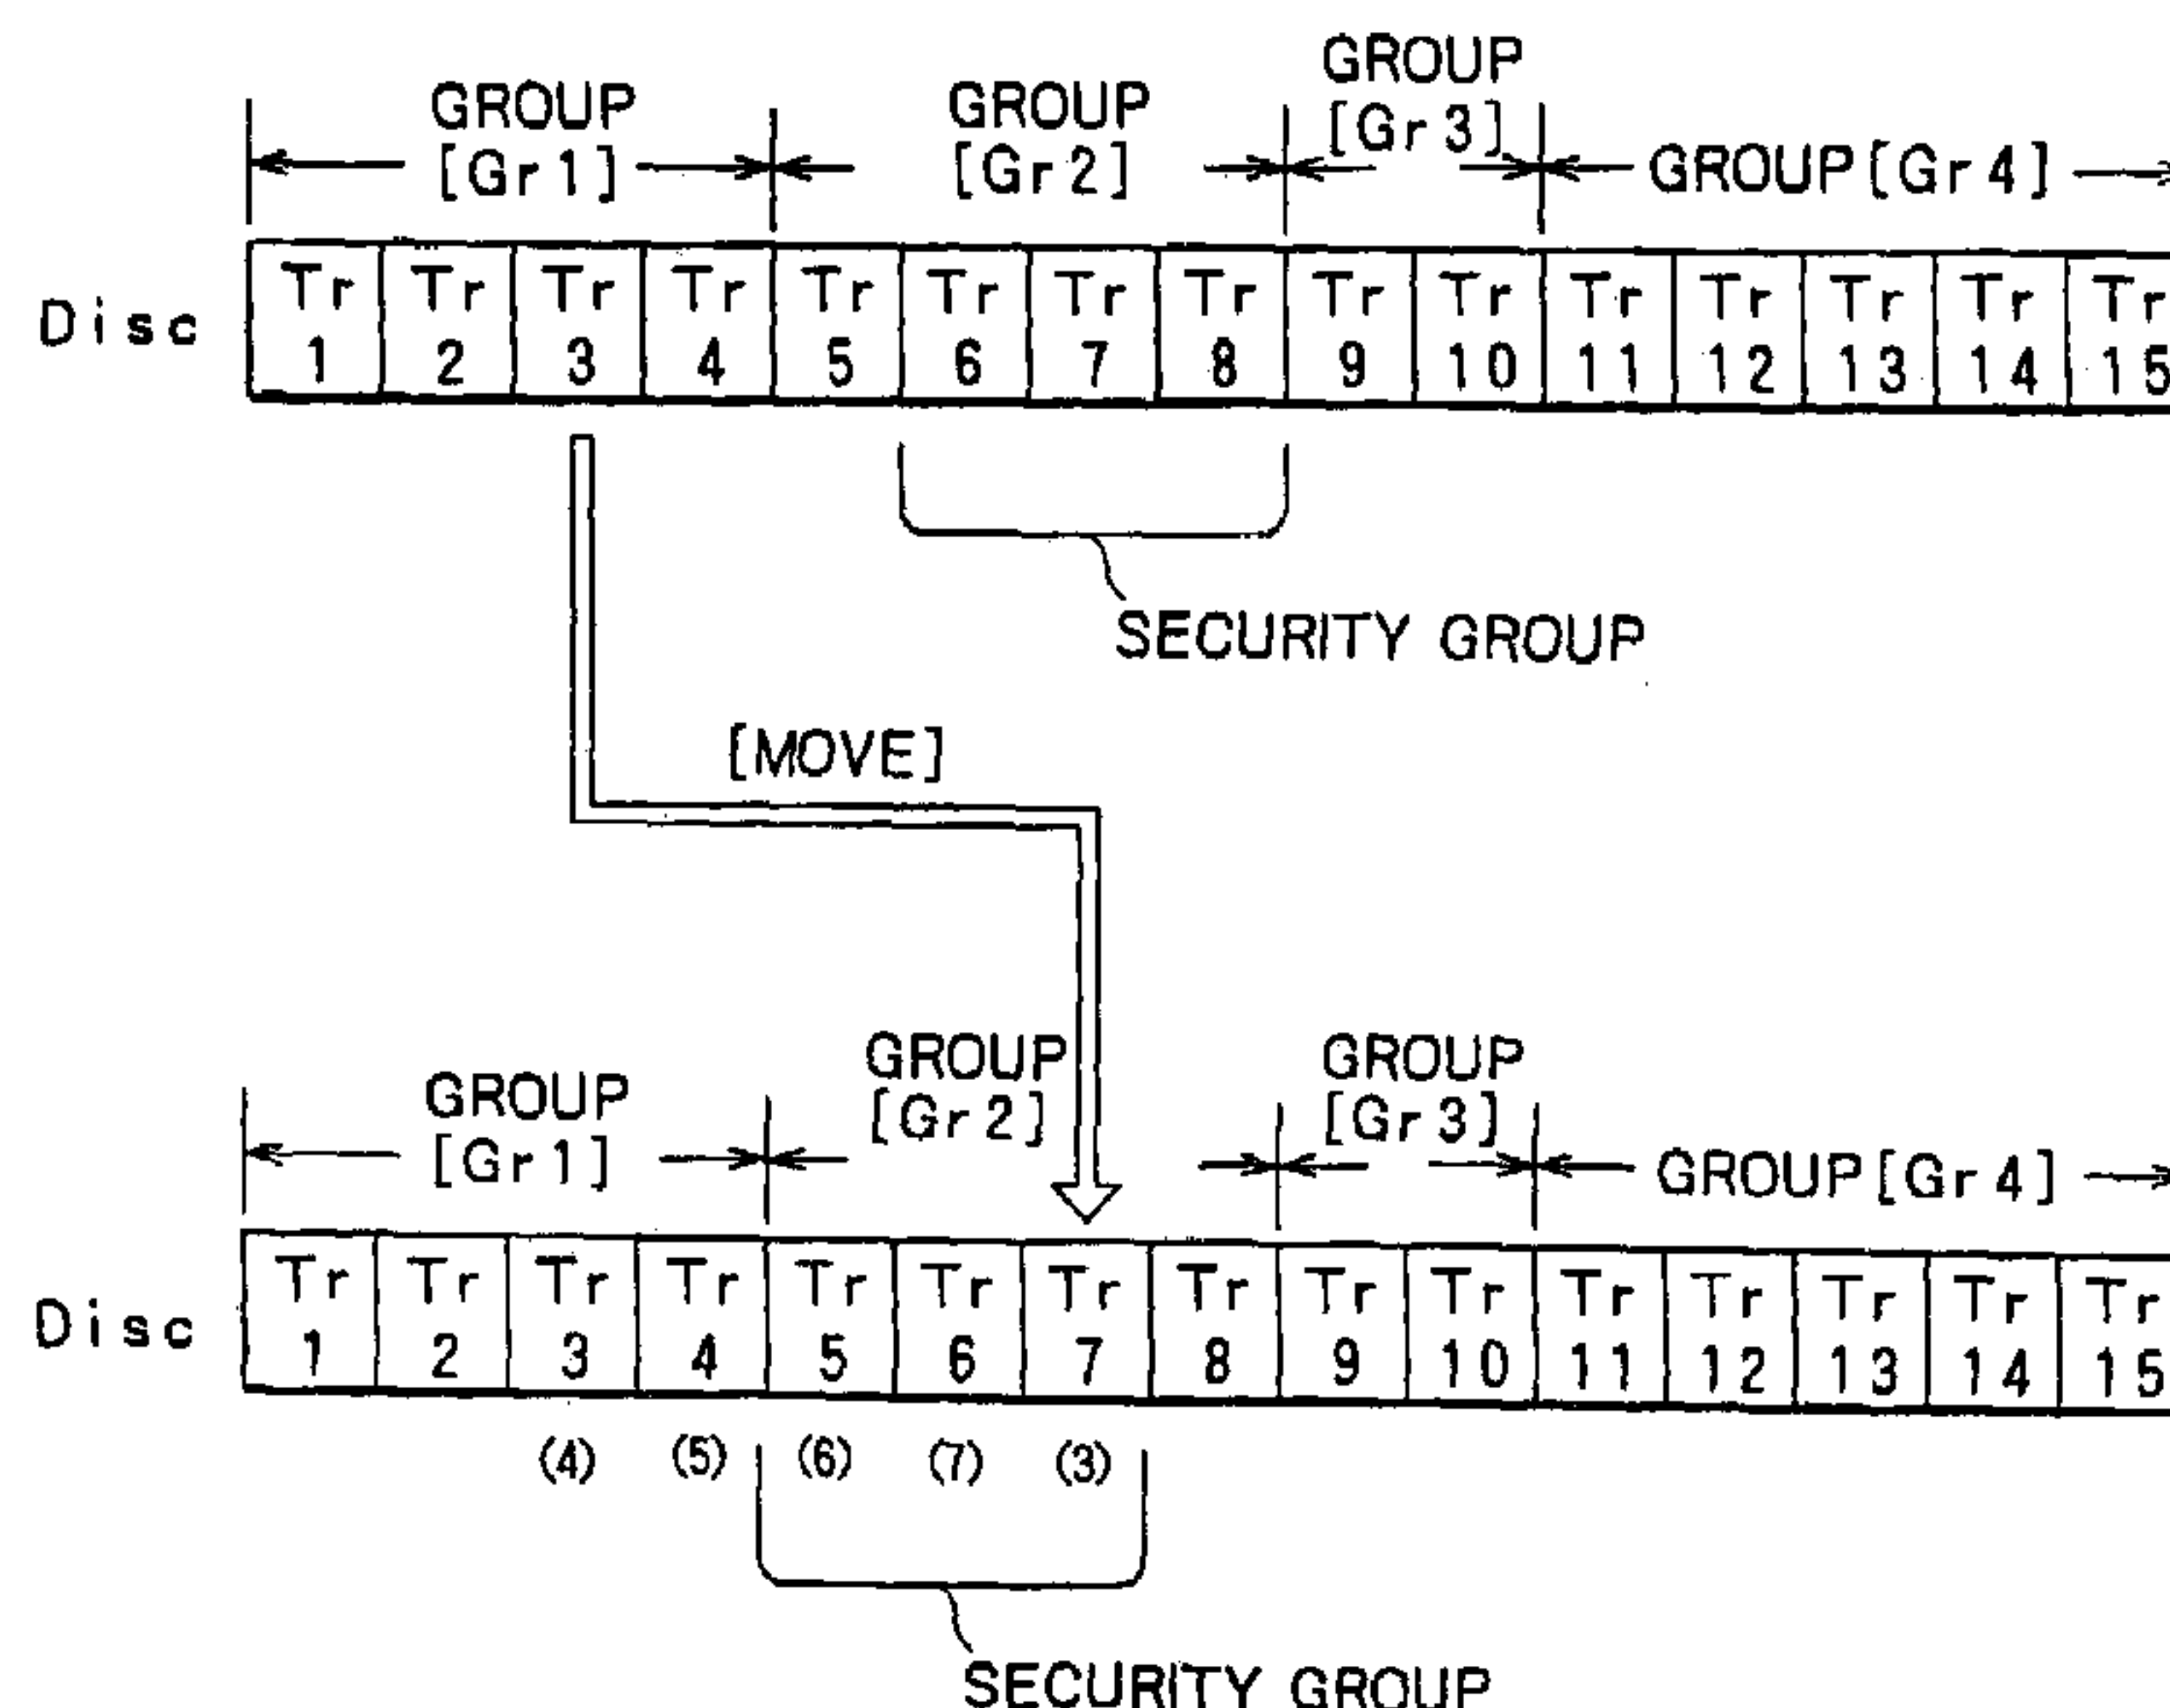 GROUP
[Gr1]
GROUP
[Gr2]
GROUP
[Gr3]
GROUP[Gr4]
Disc
Tr 1
Tr 2
Tr 3
Tr 4
Tr 5
Tr 6
Tr 7
Tr 8
Tr 9
Tr 10
Tr 11
Tr 12
Tr 13
Tr 14
Tr 15
SECURITY GROUP
[MOVE]
GROUP
[Gr1]
GROUP
[Gr2]
GROUP
[Gr3]
GROUP[Gr4]
Disc
Tr 1
Tr 2
Tr 3
Tr 4
Tr 5
Tr 6
Tr 7
Tr 8
Tr 9
Tr 10
Tr 11
Tr 12
Tr 13
Tr 14
Tr 15
(4) (5) (6) (7) (3)
SECURITY GROUP